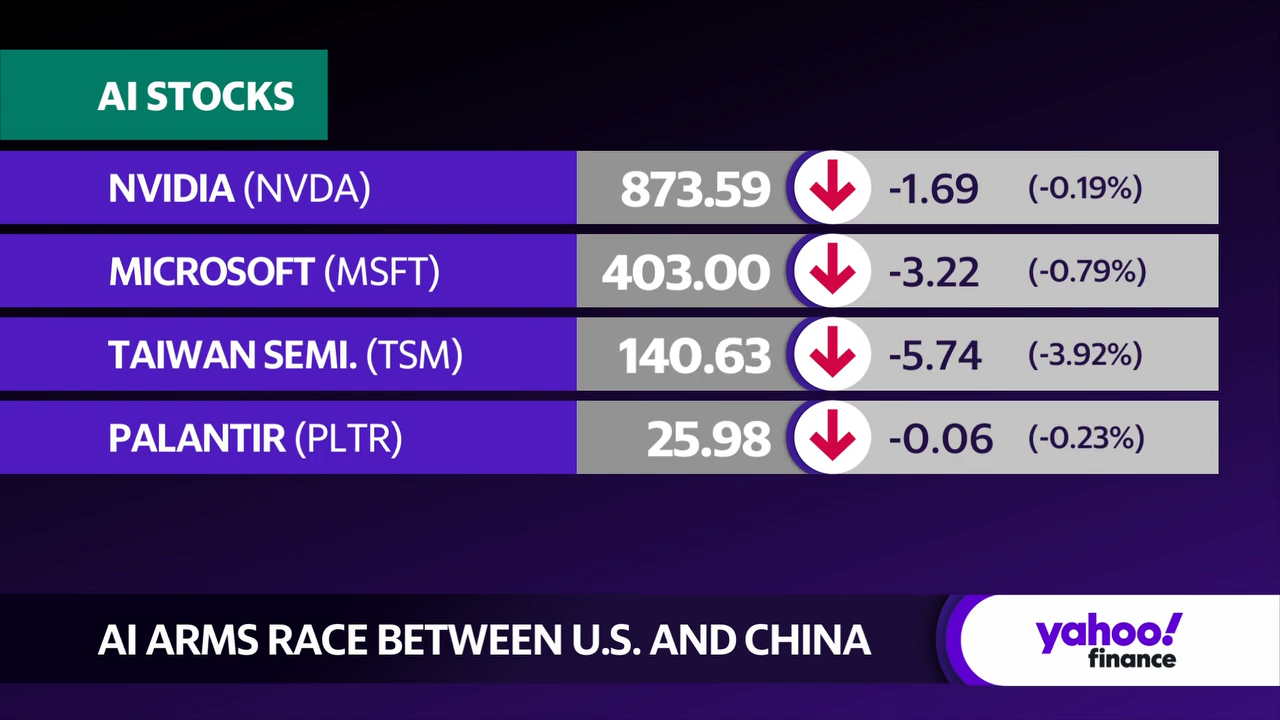 AI STOCKS
NVIDIA (NVDA) 873.59 -1.69 (-0.19%)
MICROSOFT (MSFT) 403.00 -3.22 (-0.79%)
TAIWAN SEMI. (TSM) 140.63 -5.74 (-3.92%)
PALANTIR (PLTR) 25.98 -0.06 (-0.23%)
AI ARMS RACE BETWEEN U.S. AND CHINA
yahoo!
finance